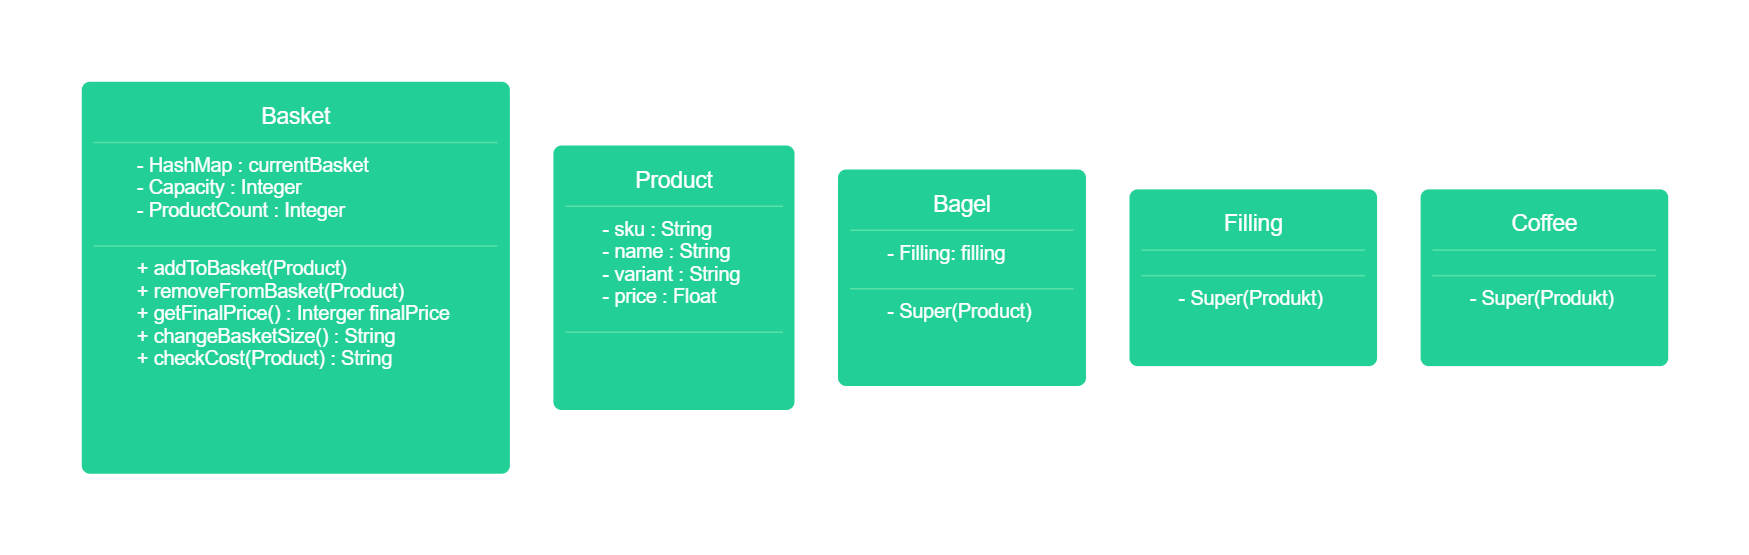 Basket
- HashMap : currentBasket
- Capacity : Integer
- ProductCount : Integer
+ addToBasket(Product)
+ removeFromBasket(Product)
+ getFinalPrice() : Interger finalPrice
+ changeBasketSize() : String
+ checkCost(Product) : String
Product
- sku : String
- name : String
- variant : String
- price : Float
Bagel
- Filling: filling
- Super(Product)
Filling
- Super(Produkt)
Coffee
- Super(Produkt)